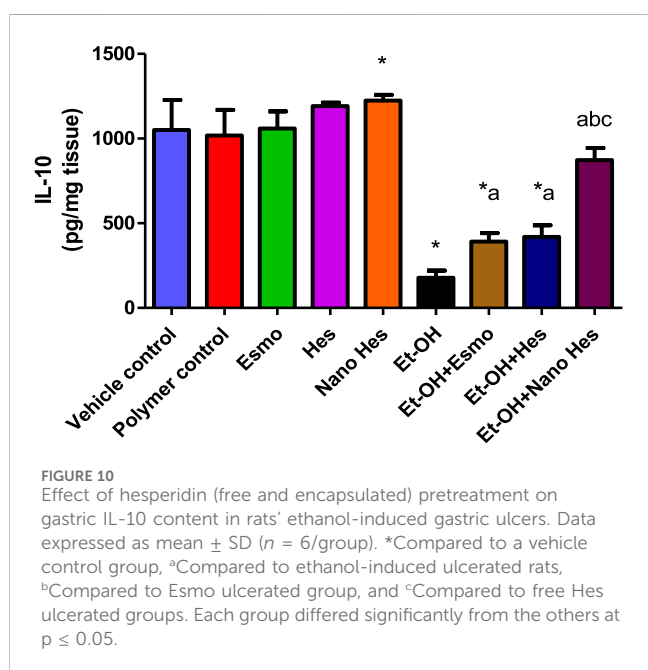 1500
1000
500
0
IL-10
(pg/mg tissue)
*
*
*a
*a
abc
Vehicle control
Polymer control
Esmo
Hes
Nano Hes
Et-OH
Et-OH+Esmo
Et-OH+Hes
Et-OH+Nano Hes
FIGURE 10
Effect of hesperidin (free and encapsulated) pretreatment on
gastric IL-10 content in rats’ ethanol-induced gastric ulcers. Data
expressed as mean ± SD (n = 6/group). *Compared to a vehicle
control group, ᵃCompared to ethanol-induced ulcerated rats,
ᵇCompared to Esmo ulcerated group, and ᶜCompared to free Hes
ulcerated groups. Each group differed significantly from the others at
p ≤ 0.05.